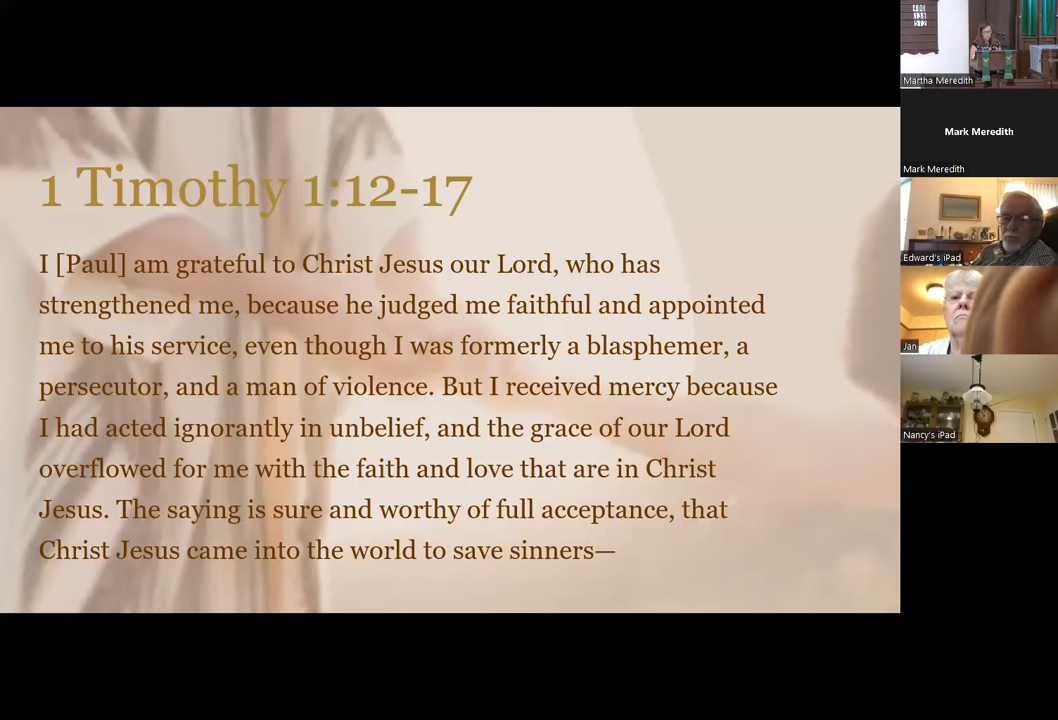 1 Timothy 1:12-17
I [Paul] am grateful to Christ Jesus our Lord, who has
strengthened me, because he judged me faithful and appointed
me to his service, even though I was formerly a blasphemer, a
persecutor, and a man of violence. But I received mercy because
I had acted ignorantly in unbelief, and the grace of our Lord
overflowed for me with the faith and love that are in Christ
Jesus. The saying is sure and worthy of full acceptance, that
Christ Jesus came into the world to save sinners—
Martha Meredith
Mark Meredith
Mark Meredith
Edward's iPad
Jan
Nancy's iPad